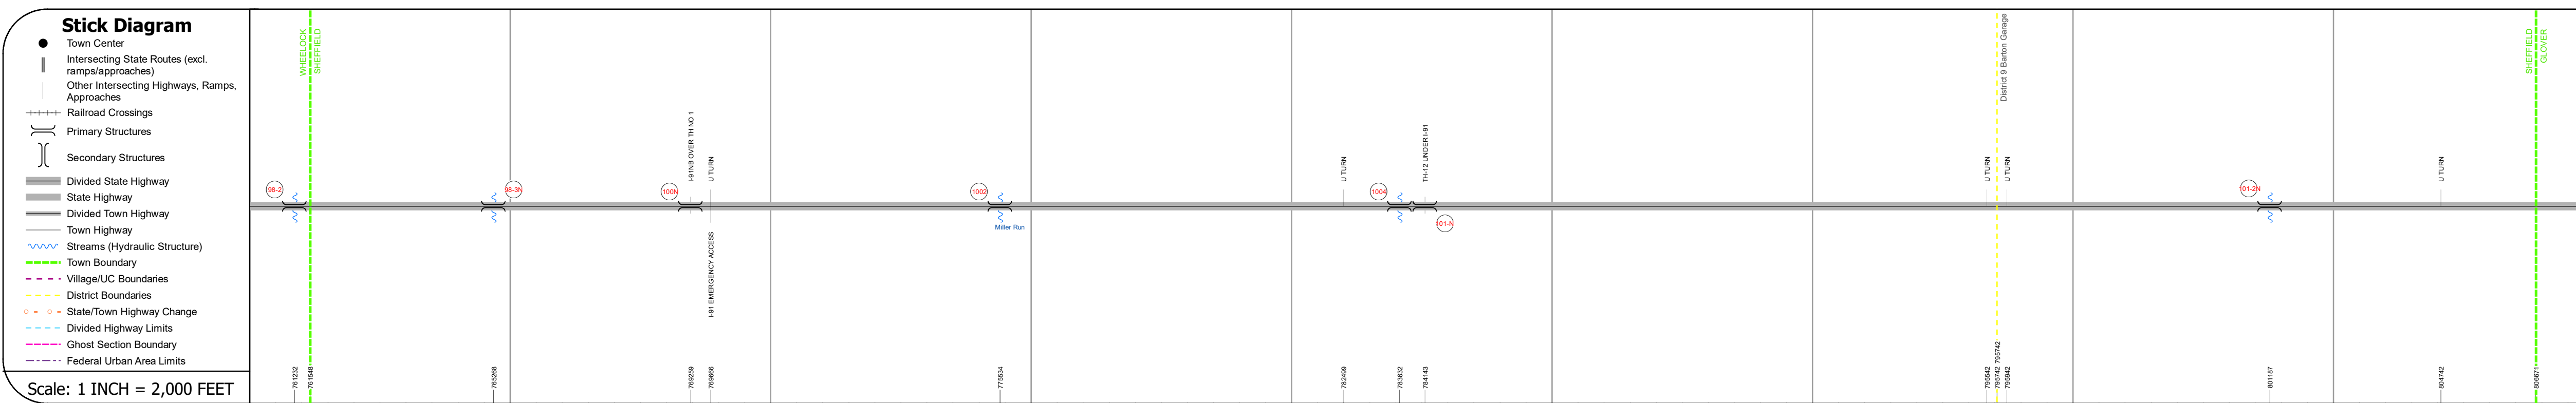 Stick Diagram
Town Center
Intersecting State Routes (excl.
ramps/approaches)
Other Intersecting Highways, Ramps,
Approaches
Railroad Crossings
Primary Structures
Secondary Structures
Divided State Highway
State Highway
Divided Town Highway
Town Highway
Streams (Hydraulic Structure)
Town Boundary
Village/UC Boundaries
District Boundaries
State/Town Highway Change
Divided Highway Limits
Ghost Section Boundary
Federal Urban Area Limits
Scale: 1 INCH = 2,000 FEET
WHEELOCK
SHEFFIELD
District 9 Barton Garage
SHEFFIELD
GLOVER
I-91NB OVER TH NO 1
U TURN
U TURN
TH-12 UNDER I-91
U TURN
U TURN
U TURN
98-2
98-3N
100N
1002
1004
101-N
101-2N
Miller Run
I-91 EMERGENCY ACCESS
761232
761548
765268
769259
769666
775534
782499
783632
784143
795542
795742 795742
795942
801187
804742
806671